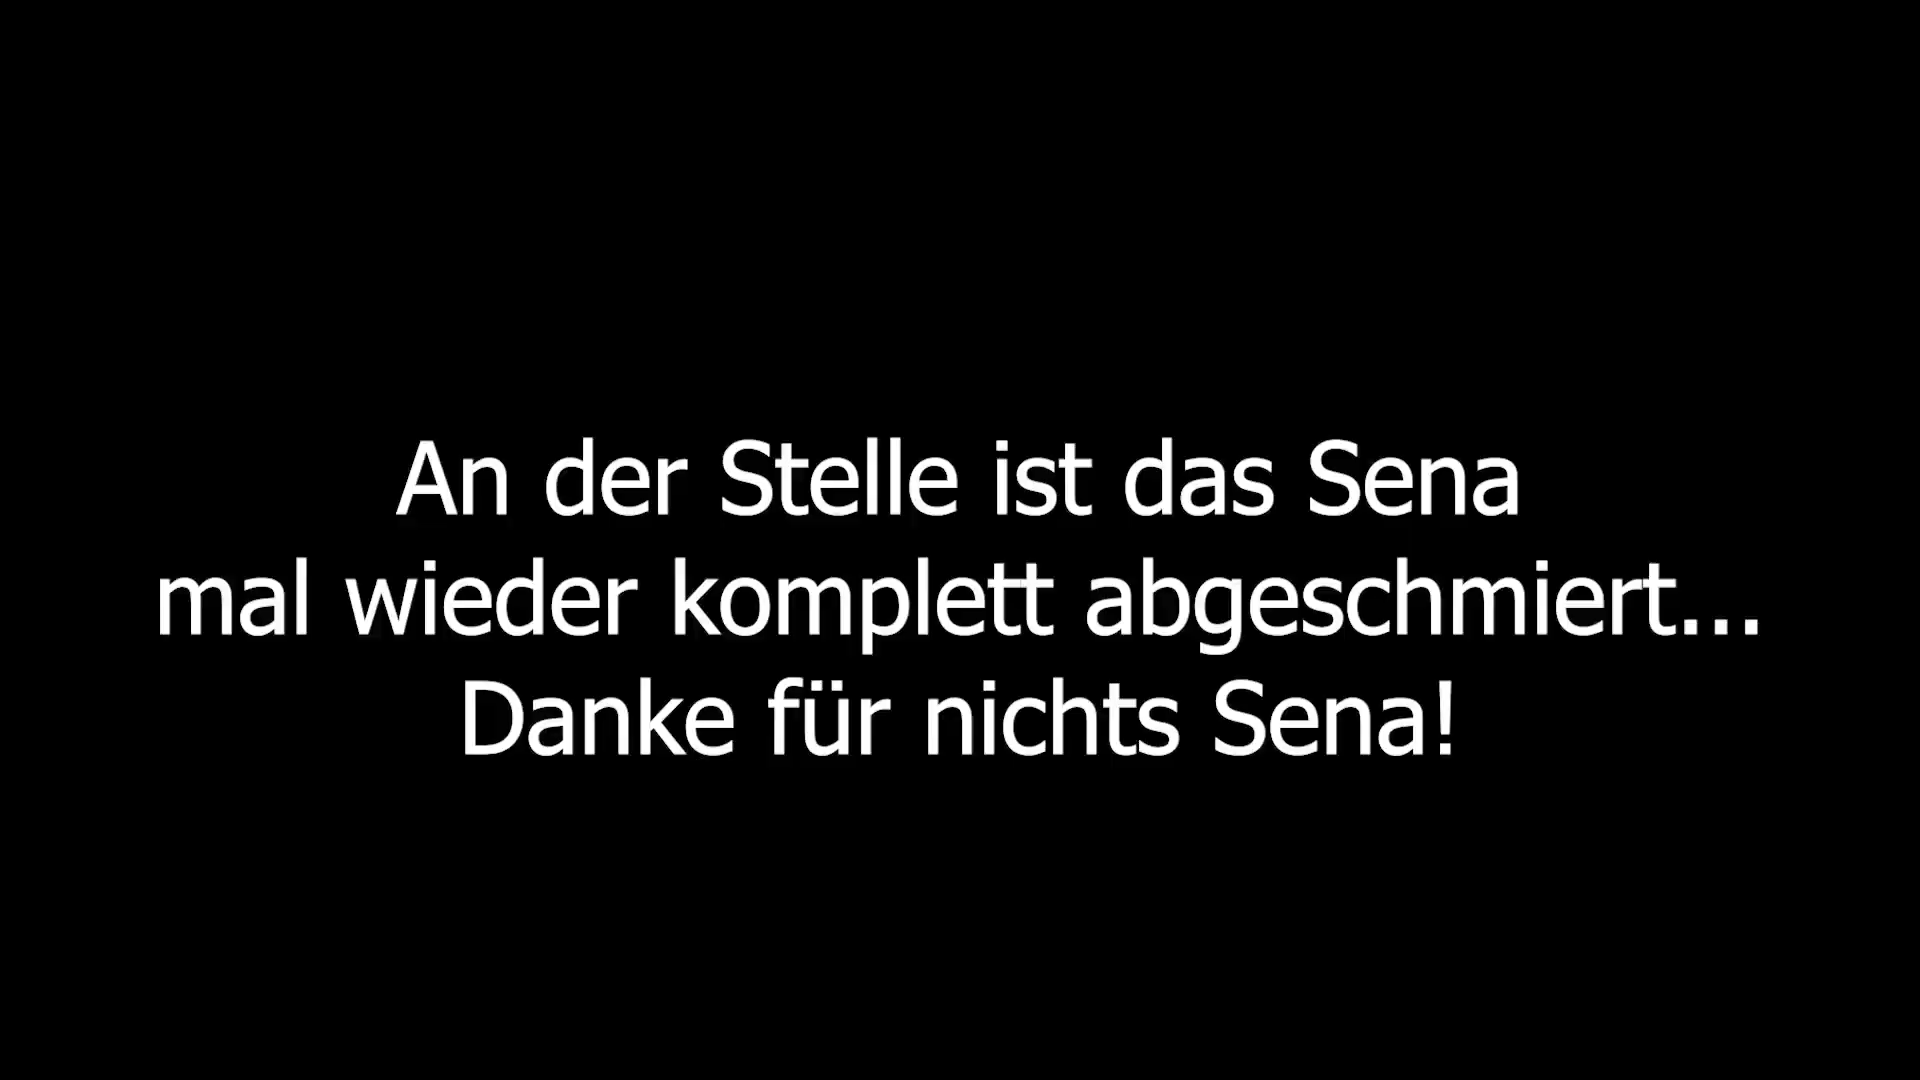 An der Stelle ist das Sena
mal wieder komplett abgeschmiert...
Danke für nichts Sena!